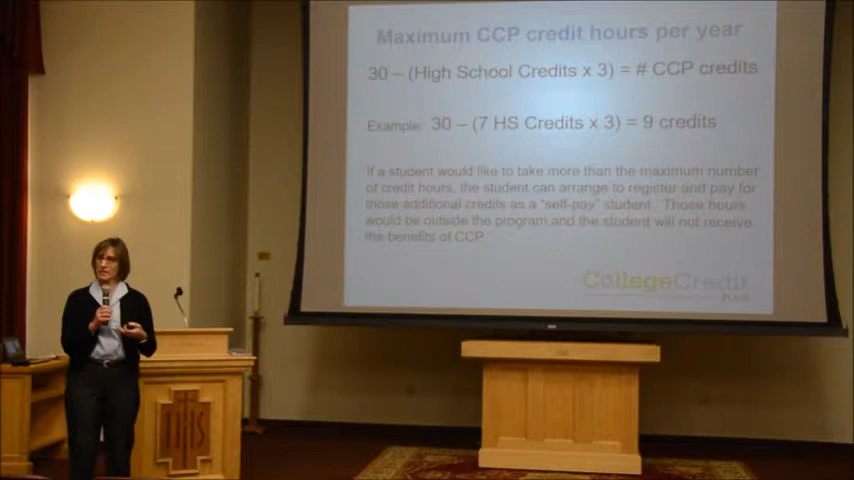 Maximum CCP credit hours per year
30 – (High School Credits x 3) = # CCP credits
Example: 30 – (7 HS Credits x 3) = 9 credits
If a student would like to take more than the maximum number
of credit hours, the student can arrange to register and pay for
those additional credits as a "self-pay" student. Those hours
would be outside the program and the student will not receive
the benefits of CCP
CollegeCredit
PLUS
IHS